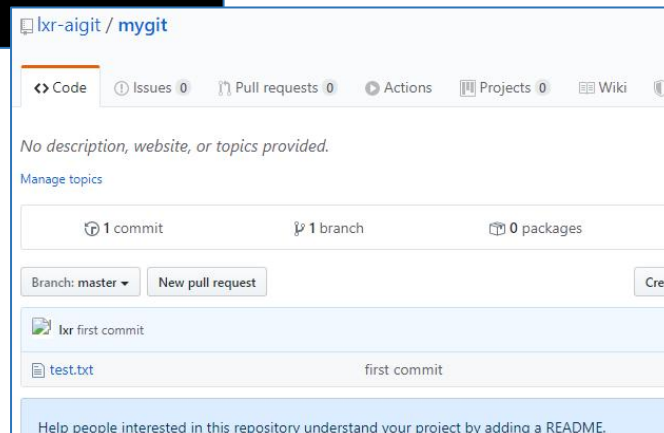 lxr-aigit / mygit
Code Issues 0 Pull requests 0 Actions Projects 0 Wiki
No description, website, or topics provided.
Manage topics
1 commit 1 branch 0 packages
Branch: master New pull request Cre
lxr first commit
test.txt first commit
Help people interested in this repository understand your project by adding a README.